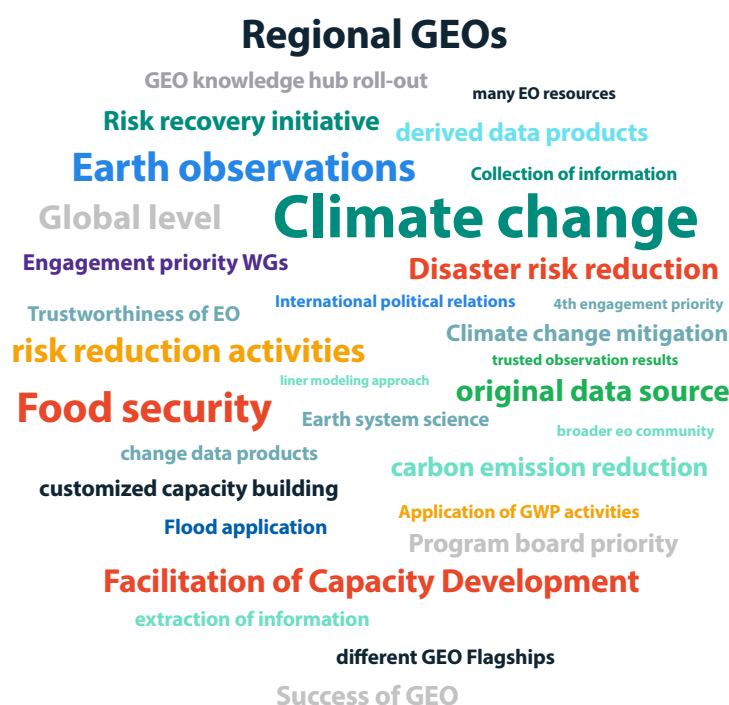 Regional GEOs
GEO knowledge hub roll-out
many EO resources
Risk recovery initiative
derived data products
Earth observations
Collection of information
Global level
Climate change
Engagement priority WGs
Disaster risk reduction
International political relations
4th engagement priority
Trustworthiness of EO
Climate change mitigation
risk reduction activities
trusted observation results
liner modeling approach
original data source
Food security
Earth system science
broader eo community
change data products
carbon emission reduction
customized capacity building
Application of GWP activities
Flood application
Program board priority
Facilitation of Capacity Development
extraction of information
different GEO Flagships
Success of GEO